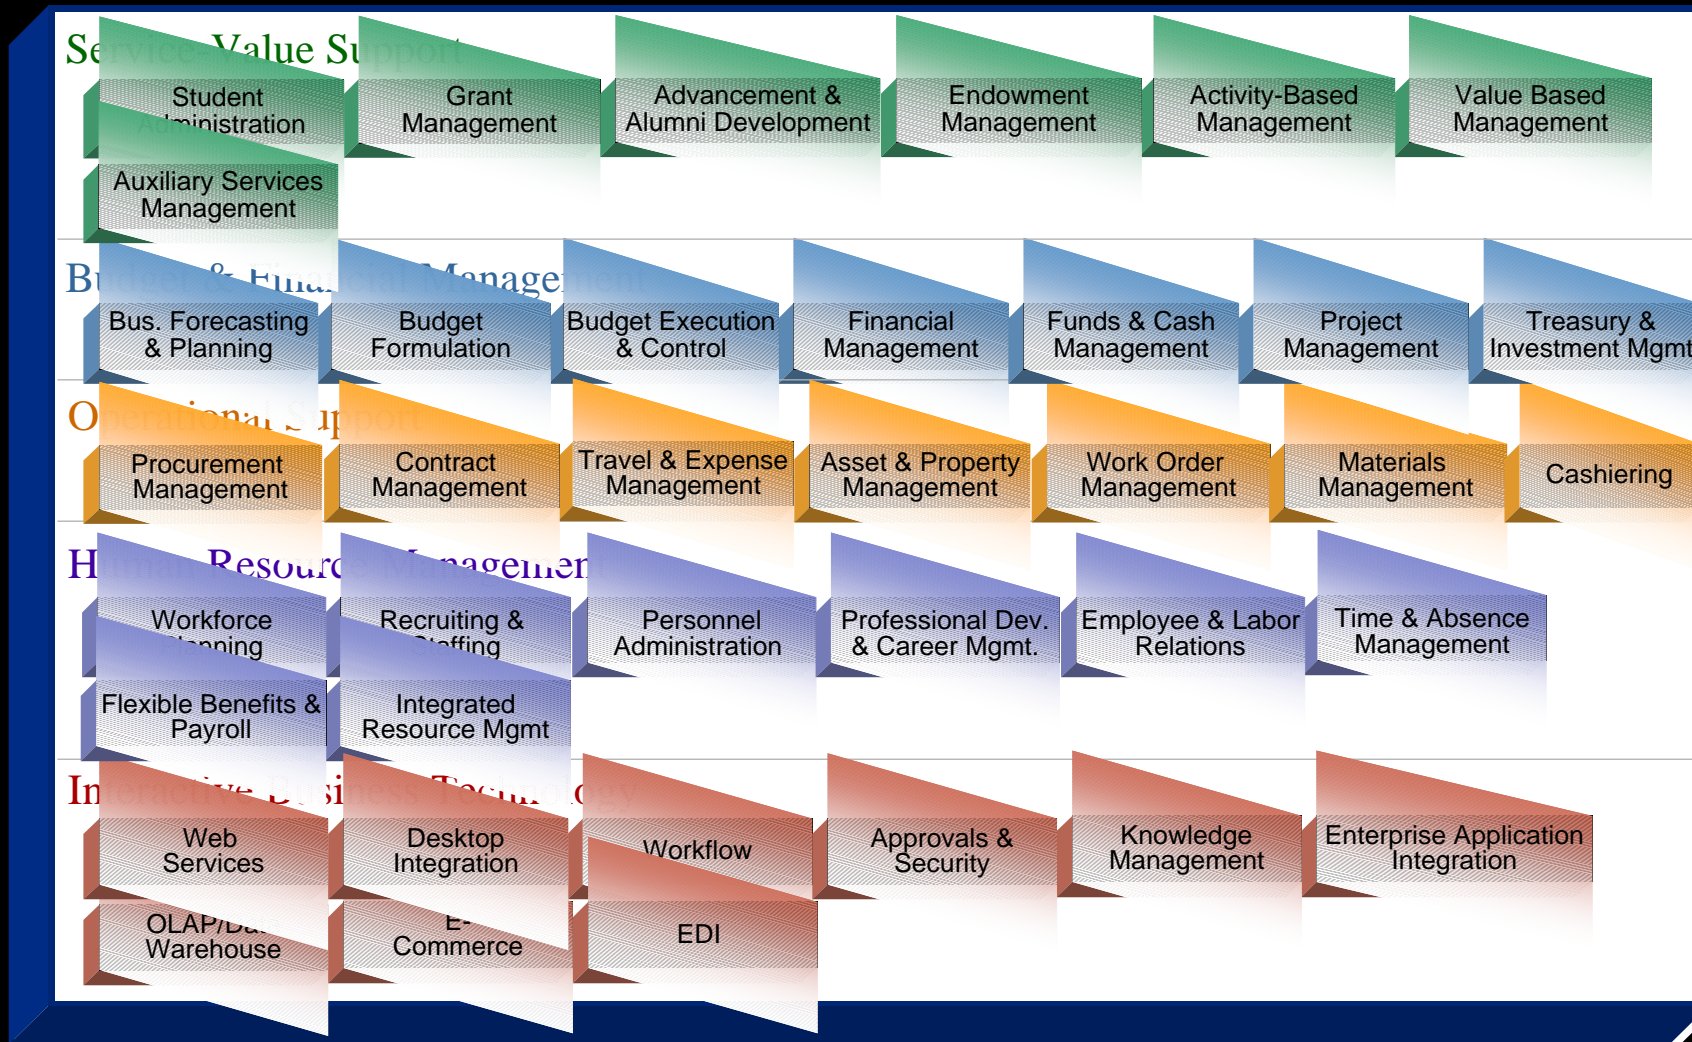 Service-Value Support
Student
Administration
Grant
Management
Advancement &
Alumni Development
Endowment
Management
Activity-Based
Management
Value Based
Management
Auxiliary Services
Management
Budget & Financial Management
Bus. Forecasting
& Planning
Budget
Formulation
Budget Execution
& Control
Financial
Management
Funds & Cash
Management
Project
Management
Treasury &
Investment Mgmt
Operational Support
Procurement
Management
Contract
Management
Travel & Expense
Management
Asset & Property
Management
Work Order
Management
Materials
Management
Cashiering
Human Resource Management
Workforce
Planning
Recruiting &
Staffing
Personnel
Administration
Professional Dev.
& Career Mgmt.
Employee & Labor
Relations
Time & Absence
Management
Flexible Benefits &
Payroll
Integrated
Resource Mgmt
Interactive Business Technology
Web
Services
Desktop
Integration
Workflow
Approvals &
Security
Knowledge
Management
Enterprise Application
Integration
OLAP/Data
Warehouse
E-
Commerce
EDI